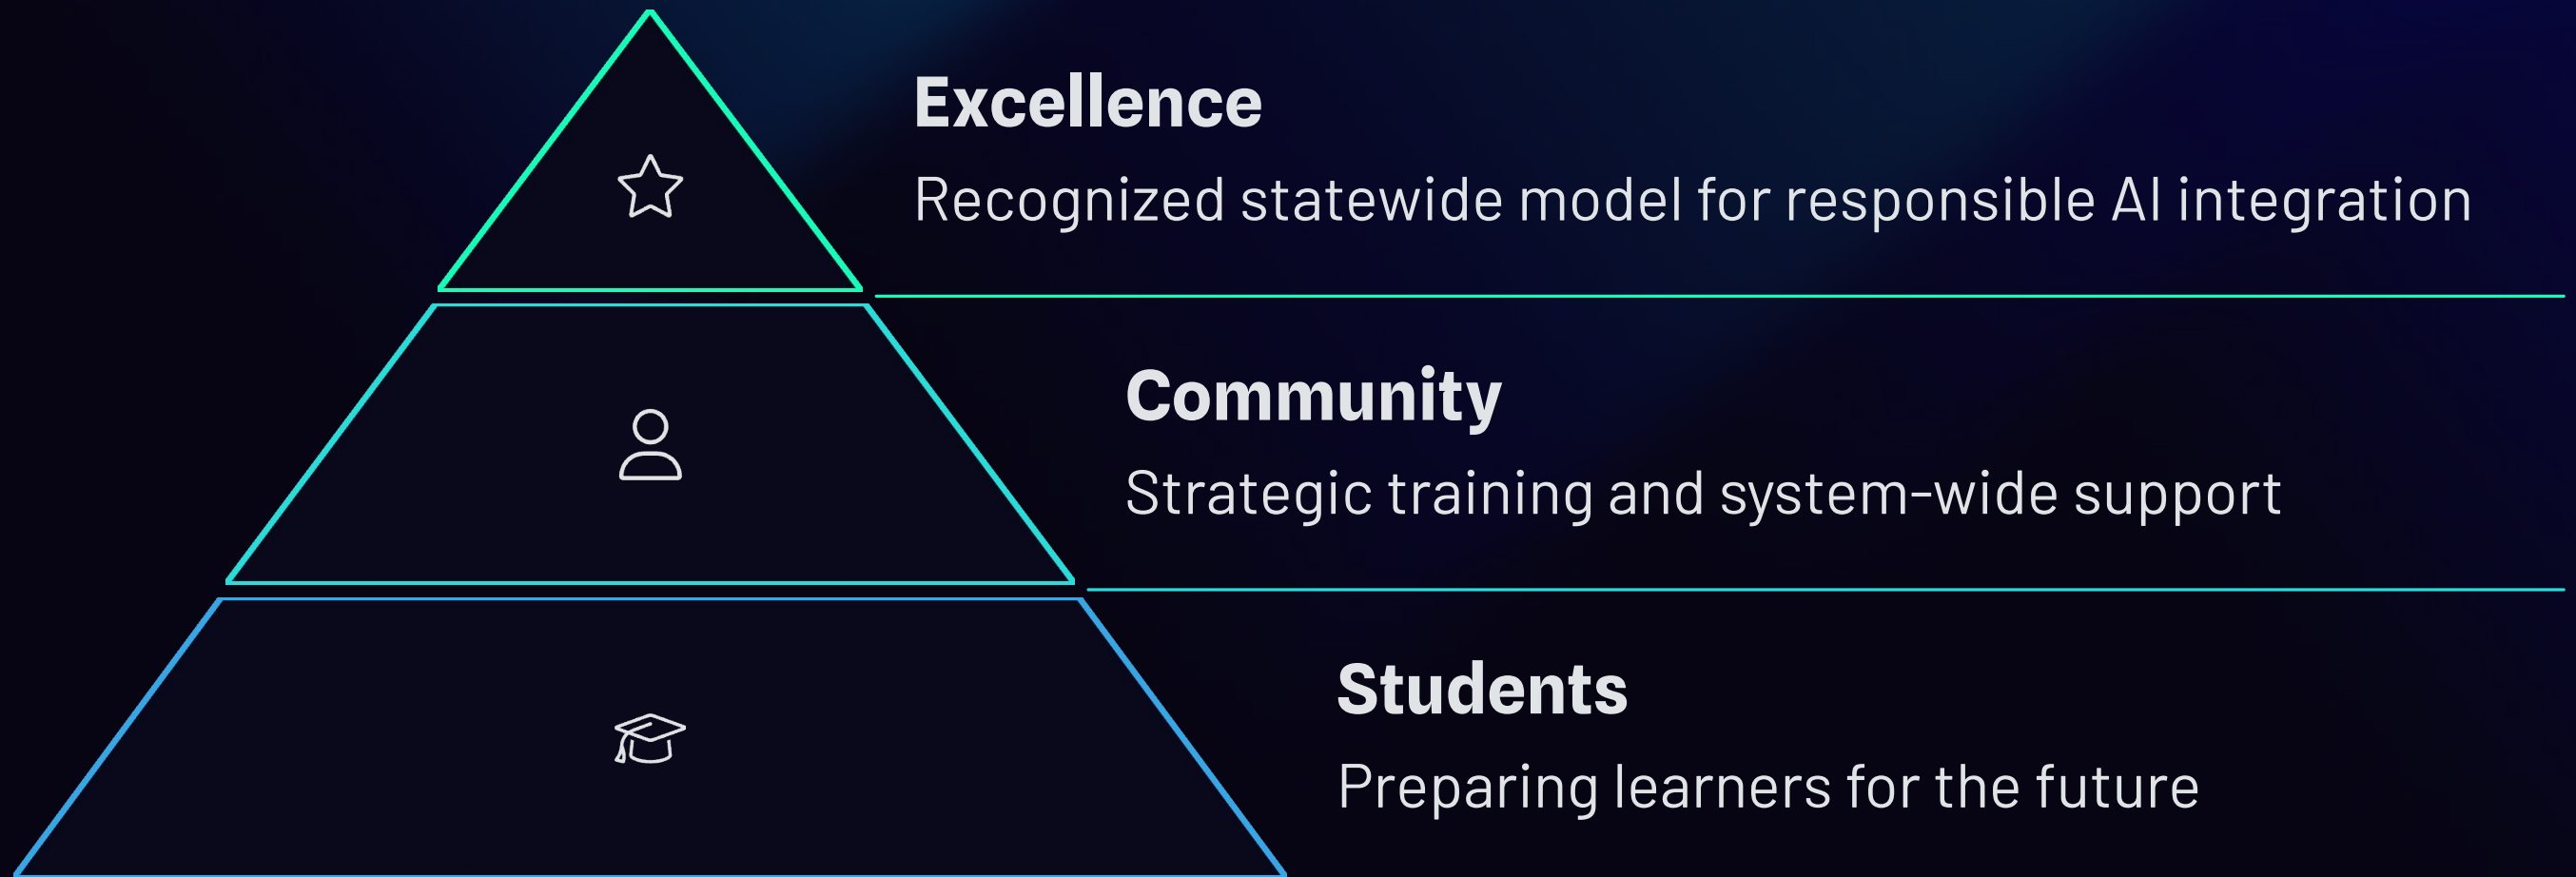 Excellence
Recognized statewide model for responsible AI integration
Community
Strategic training and system-wide support
Students
Preparing learners for the future